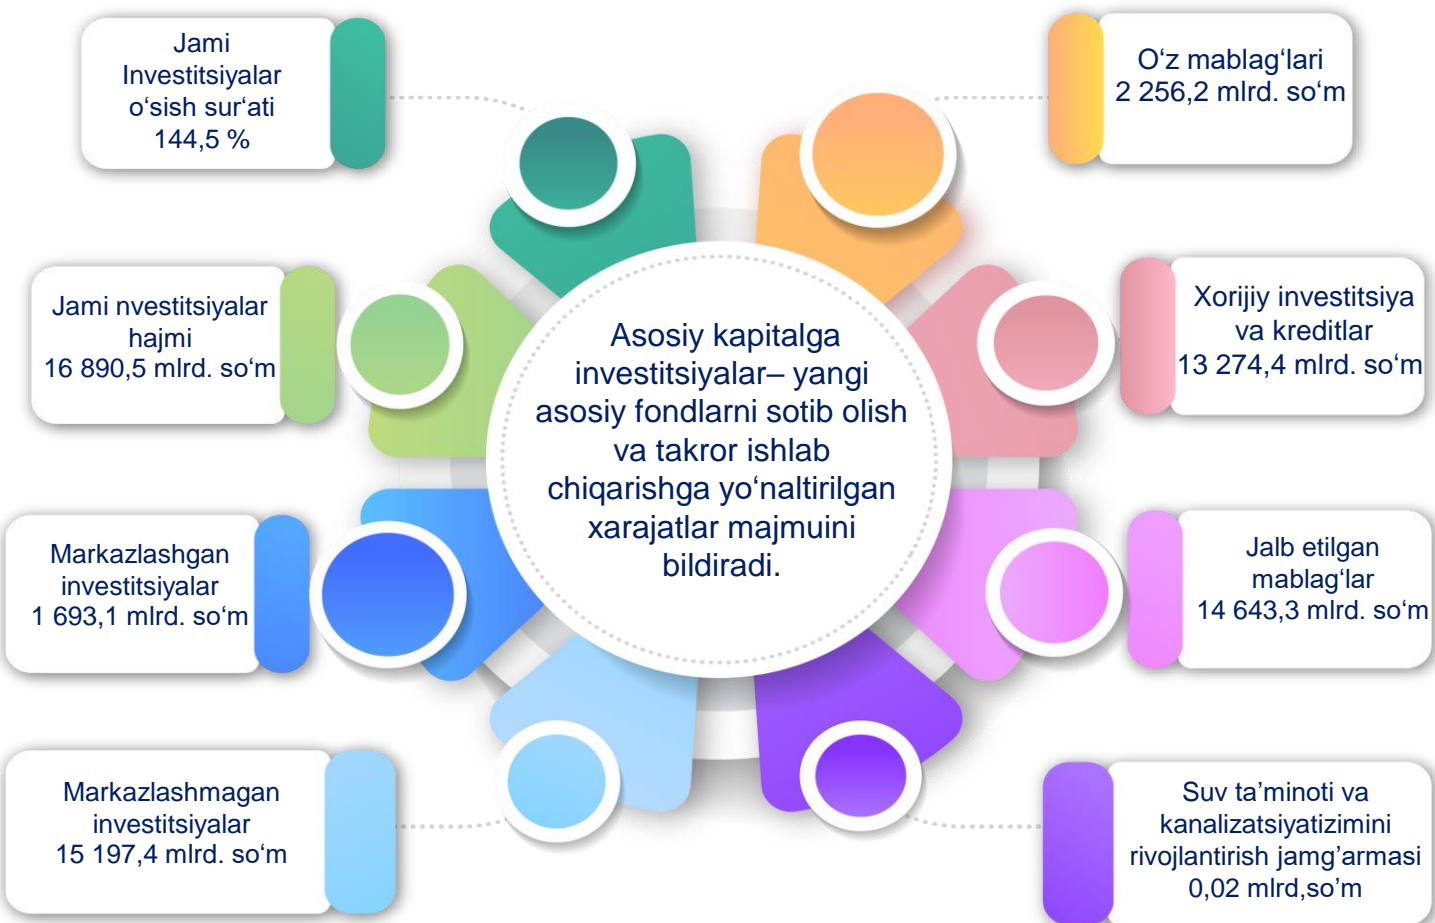 Jami
Investitsiyalar
o‘sish sur‘ati
144,5 %
O‘z mablag‘lari
2 256,2 mlrd. so‘m
Jami nvestitsiyalar
hajmi
16 890,5 mlrd. so‘m
Xorijiy investitsiya
va kreditlar
13 274,4 mlrd. so‘m
Asosiy kapitalga
investitsiyalar– yangi
asosiy fondlarni sotib olish
va takror ishlab
chiqarishga yo‘naltirilgan
xarajatlar majmuini
bildiradi.
Markazlashgan
investitsiyalar
1 693,1 mlrd. so‘m
Jalb etilgan
mablag‘lar
14 643,3 mlrd. so‘m
Markazlashmagan
investitsiyalar
15 197,4 mlrd. so‘m
Suv ta’minoti va
kanalizatsiyatizimini
rivojlantirish jamg’armasi
0,02 mlrd,so’m